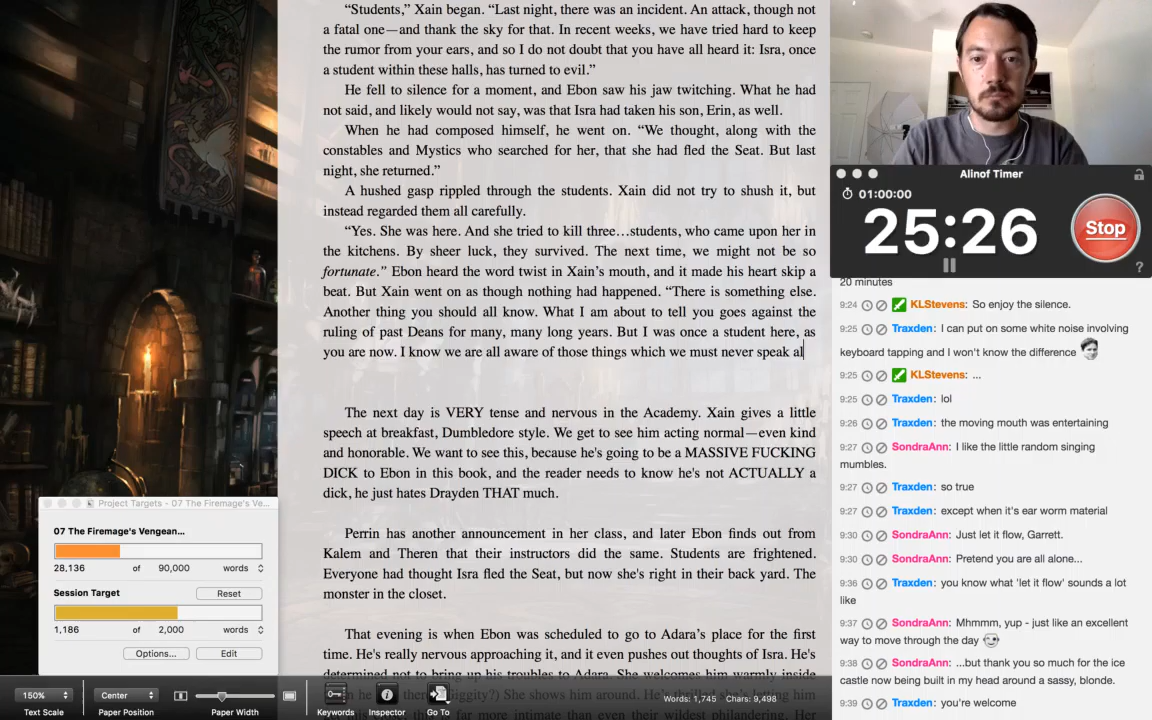 “Students,” Xain began. “Last night, there was an incident. An attack, though not
a fatal one—and thank the sky for that. In recent weeks, we have tried hard to keep
the rumor from your ears, and so I do not doubt that you have all heard it: Isra, once
a student within these halls, has turned to evil.”
He fell to silence for a moment, and Ebon saw his jaw twitching. What he had
not said, and likely would not say, was that Isra had taken his son, Erin, as well.
When he had composed himself, he went on. “We thought, along with the
constables and Mystics who searched for her, that she had fled the Seat. But last
night, she returned.”
A hushed gasp rippled through the students. Xain did not try to shush it, but
instead regarded them all carefully.
“Yes. She was here. And she tried to kill three…students, who came upon her in
the kitchens. By sheer luck, they survived. The next time, we might not be so
fortunate.” Ebon heard the word twist in Xain’s mouth, and it made his heart skip a
beat. But Xain went on as though nothing had happened. “There is something else.
Another thing you should all know. What I am about to tell you goes against the
ruling of past Deans for many, many long years. But I was once a student here, as
you are now. I know we are all aware of those things which we must never speak al
The next day is VERY tense and nervous in the Academy. Xain gives a little
speech at breakfast, Dumbledore style. We get to see him acting normal—even kind
and honorable. We want to see this, because he’s going to be a MASSIVE FUCKING
DICK to Ebon in this book, and the reader needs to know he’s not ACTUALLY a
dick, he just hates Drayden THAT much.
Perrin has another announcement in her class, and later Ebon finds out from
Kalem and Theren that their instructors did the same. Students are frightened.
Everyone had thought Isra fled the Seat, but now she’s right in their back yard. The
monster in the closet.
That evening is when Ebon was scheduled to go to Adara’s place for the first
time. He’s really nervous approaching it, and it even pushes out thoughts of Isra. He’s
determined not to bring up his troubles to Adara. She welcomes him warmly inside
She shows him around. He’s thrilled she’s letting him
far more intimate than even their wildest philandering. Her
Project Targets - 07 The Firemage's Ve...
07 The Firemage's Vengean...
28,136 of 90,000 words
Session Target
Reset
1,186 of 2,000 words
Options...
Edit
150%
Text Scale
Center
Paper Position
Paper Width
Keywords
Inspector
Go To
Words: 1,745 Chars: 9,498
Alinof Timer
01:00:00
25:26
Stop
?
20 minutes
9:24 KLStevens: So enjoy the silence.
9:25 Traxden: I can put on some white noise involving
keyboard tapping and I won't know the difference
9:25 KLStevens: ...
9:25 Traxden: lol
9:26 Traxden: the moving mouth was entertaining
9:27 SondraAnn: I like the little random singing
mumbles.
9:27 Traxden: so true
9:27 Traxden: except when it's ear worm material
9:30 SondraAnn: Just let it flow, Garrett.
9:30 SondraAnn: Pretend you are all alone...
9:36 Traxden: you know what 'let it flow' sounds a lot
like
9:37 SondraAnn: Mhmmm, yup - just like an excellent
way to move through the day
9:38 SondraAnn: ...but thank you so much for the ice
castle now being built in my head around a sassy, blonde.
9:39 Traxden: you're welcome